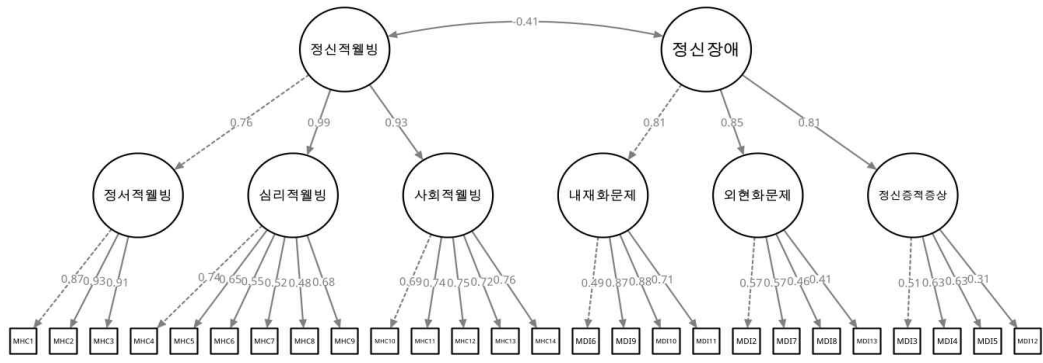 -0.41
정신적웰빙 정신장애
0.76 0.99 0.93 0.81 0.85 0.81
정서적웰빙 심리적웰빙 사회적웰빙 내재화문제 외현화문제 정신증적증상
0.87 0.93 0.91 0.74 0.65 0.55 0.52 0.48 0.68 0.69 0.74 0.75 0.72 0.76 0.49 0.87 0.88 0.71 0.57 0.57 0.46 0.41 0.51 0.63 0.63 0.31
MHC1 MHC2 MHC3 MHC4 MHC5 MHC6 MHC7 MHC8 MHC9 MHC10 MHC11 MHC12 MHC13 MHC14 MDI6 MDI9 MDI10 MDI11 MDI2 MDI7 MDI8 MDI13 MDI3 MDI4 MDI5 MDI12